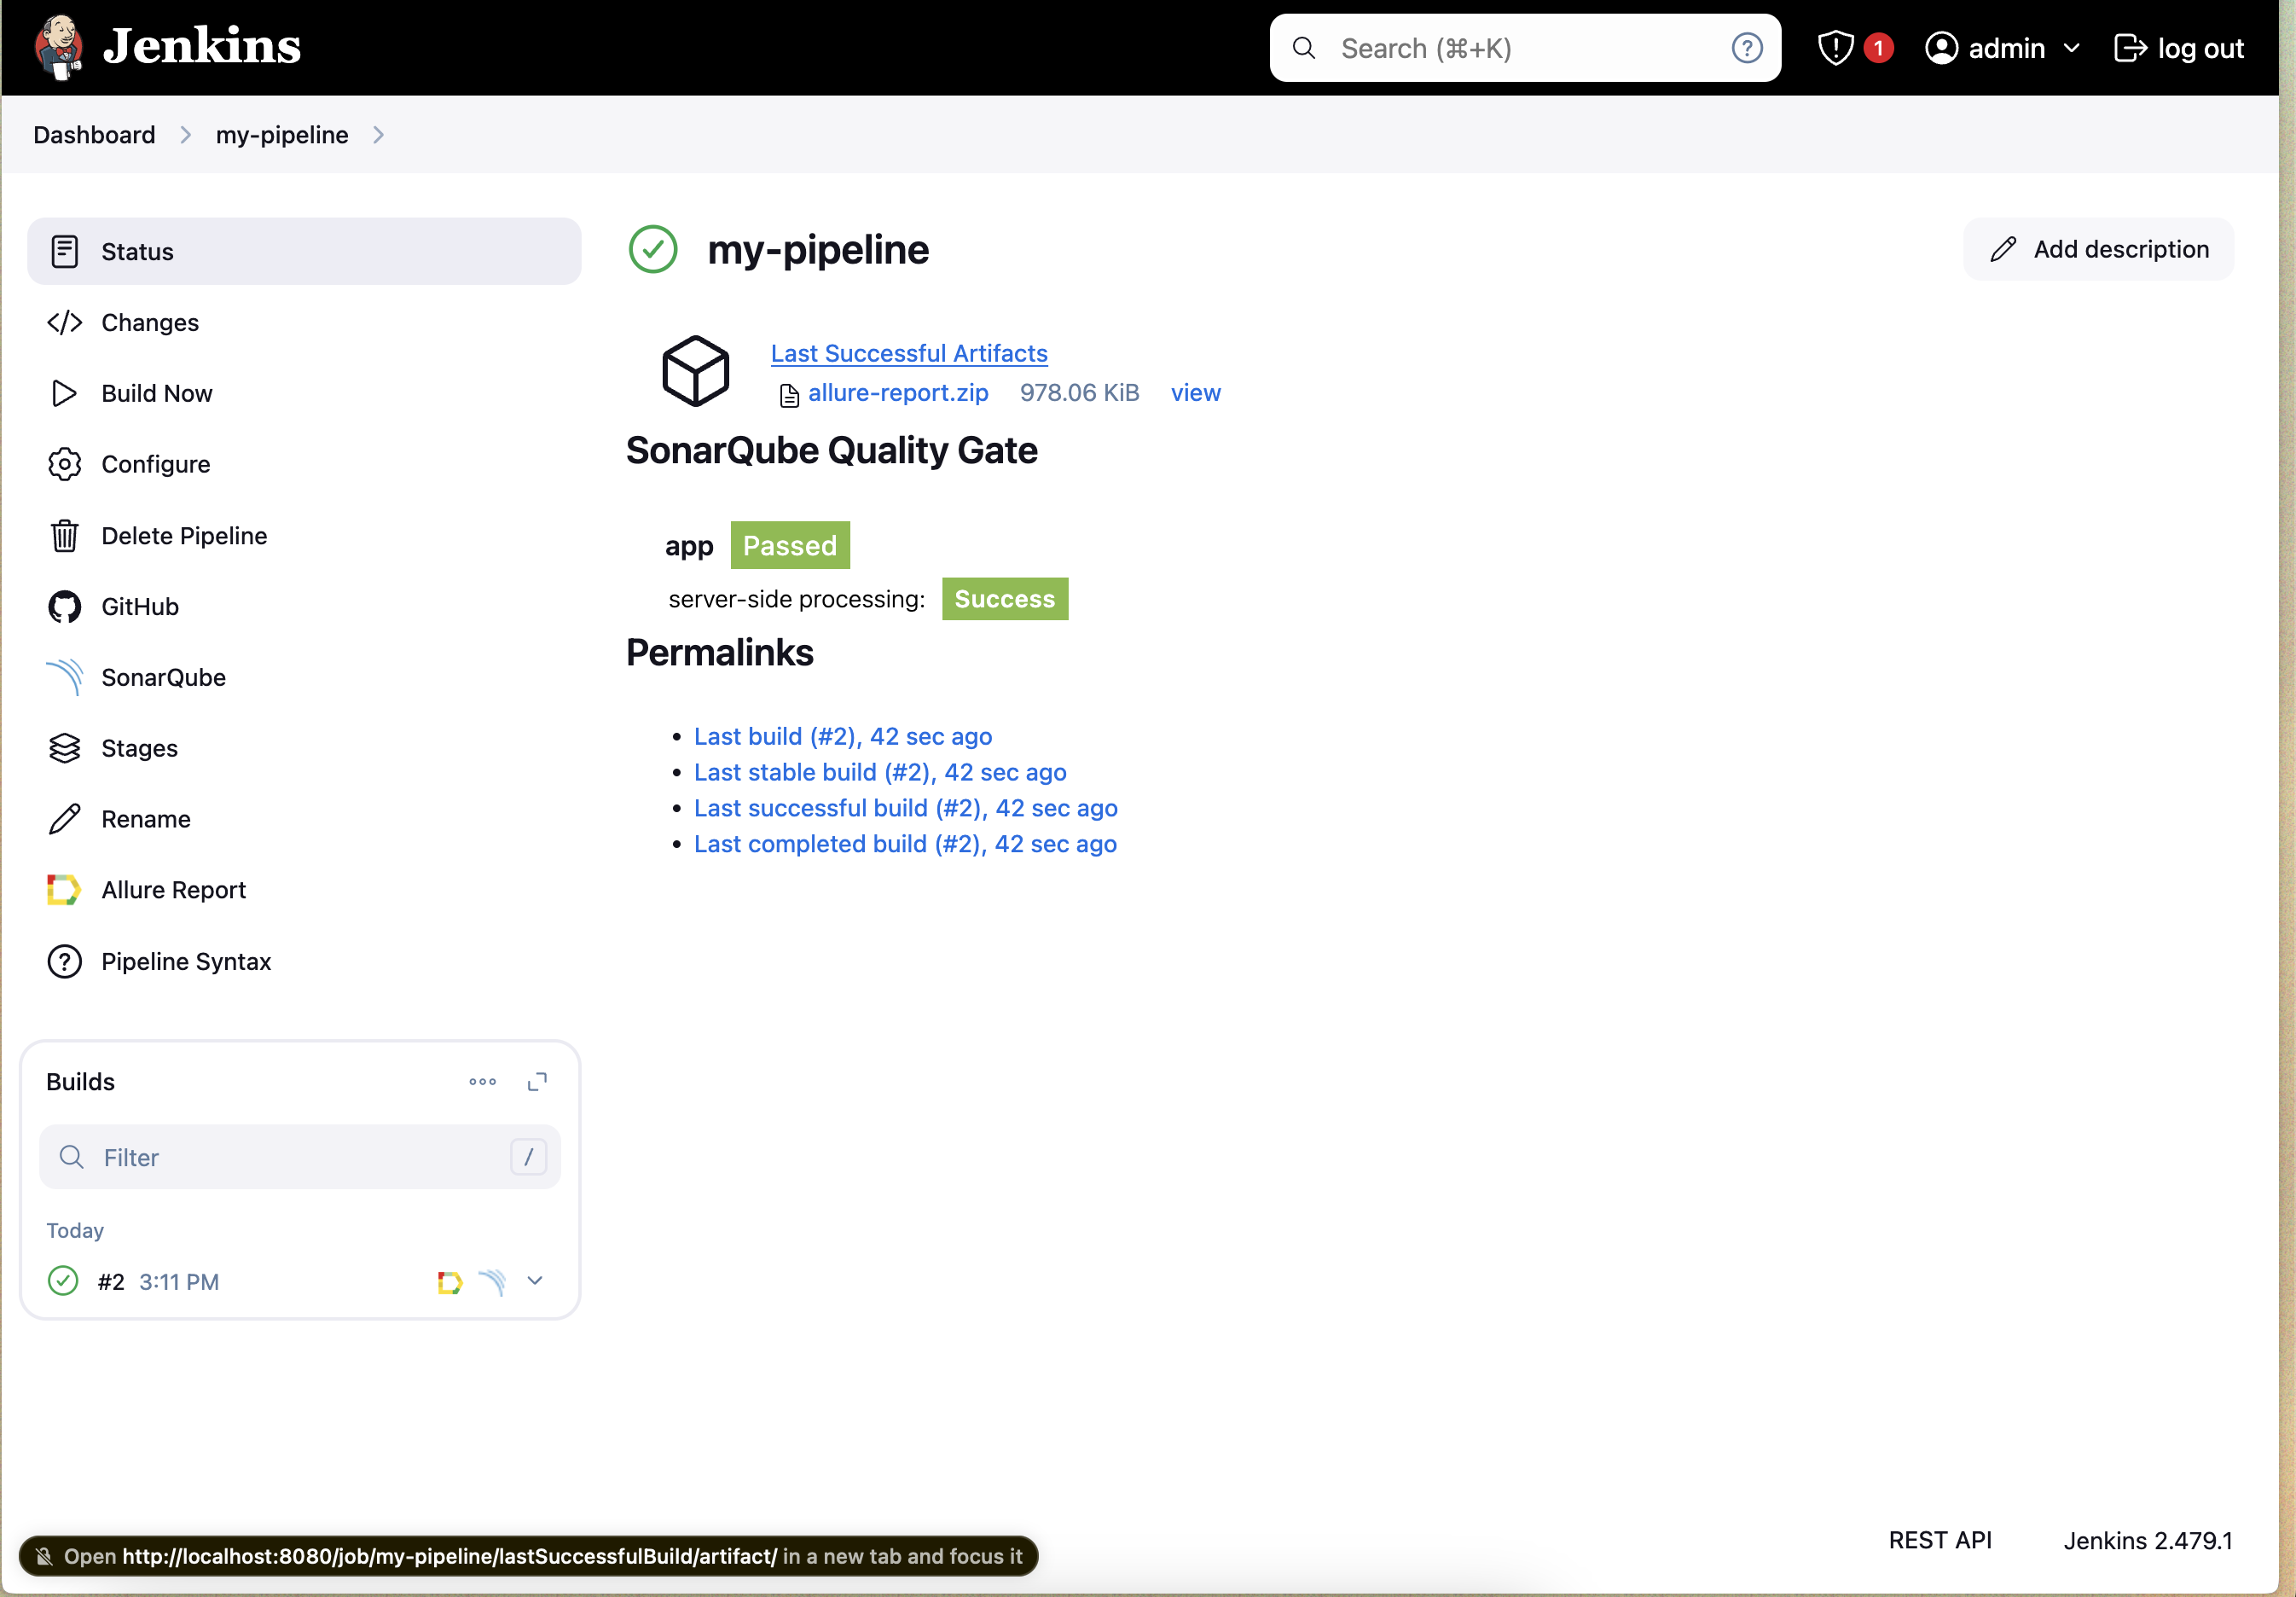 Jenkins
Search (⌘+K)
1
admin
log out
Dashboard
my-pipeline
Status
Changes
Build Now
Configure
Delete Pipeline
GitHub
SonarQube
Stages
Rename
Allure Report
Pipeline Syntax
Builds
Filter
/
Today
#2 3:11 PM
my-pipeline
Add description
Last Successful Artifacts
allure-report.zip 978.06 KiB view
SonarQube Quality Gate
app Passed
server-side processing: Success
Permalinks
Last build (#2), 42 sec ago
Last stable build (#2), 42 sec ago
Last successful build (#2), 42 sec ago
Last completed build (#2), 42 sec ago
REST API
Jenkins 2.479.1
Open http://localhost:8080/job/my-pipeline/lastSuccessfulBuild/artifact/ in a new tab and focus it